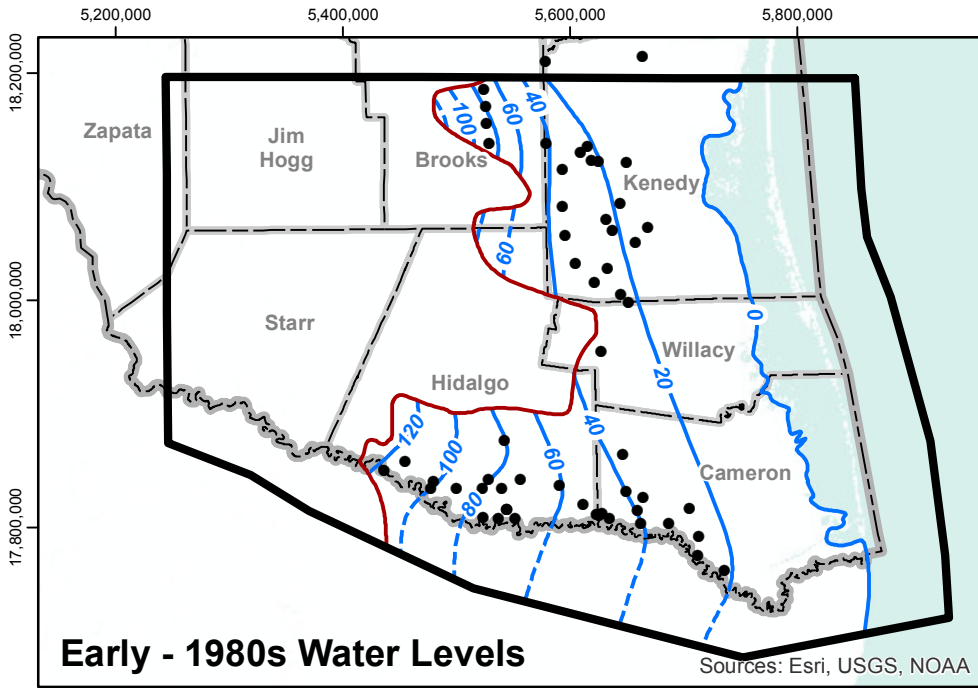 5,200,000
5,400,000
5,600,000
5,800,000
18,200,000
18,000,000
17,800,000
Zapata
Jim
Hogg
Brooks
Kenedy
Starr
Hidalgo
Willacy
Cameron
100
60
40
60
0
20
120
100
80
60
40
Early - 1980s Water Levels
Sources: Esri, USGS, NOAA